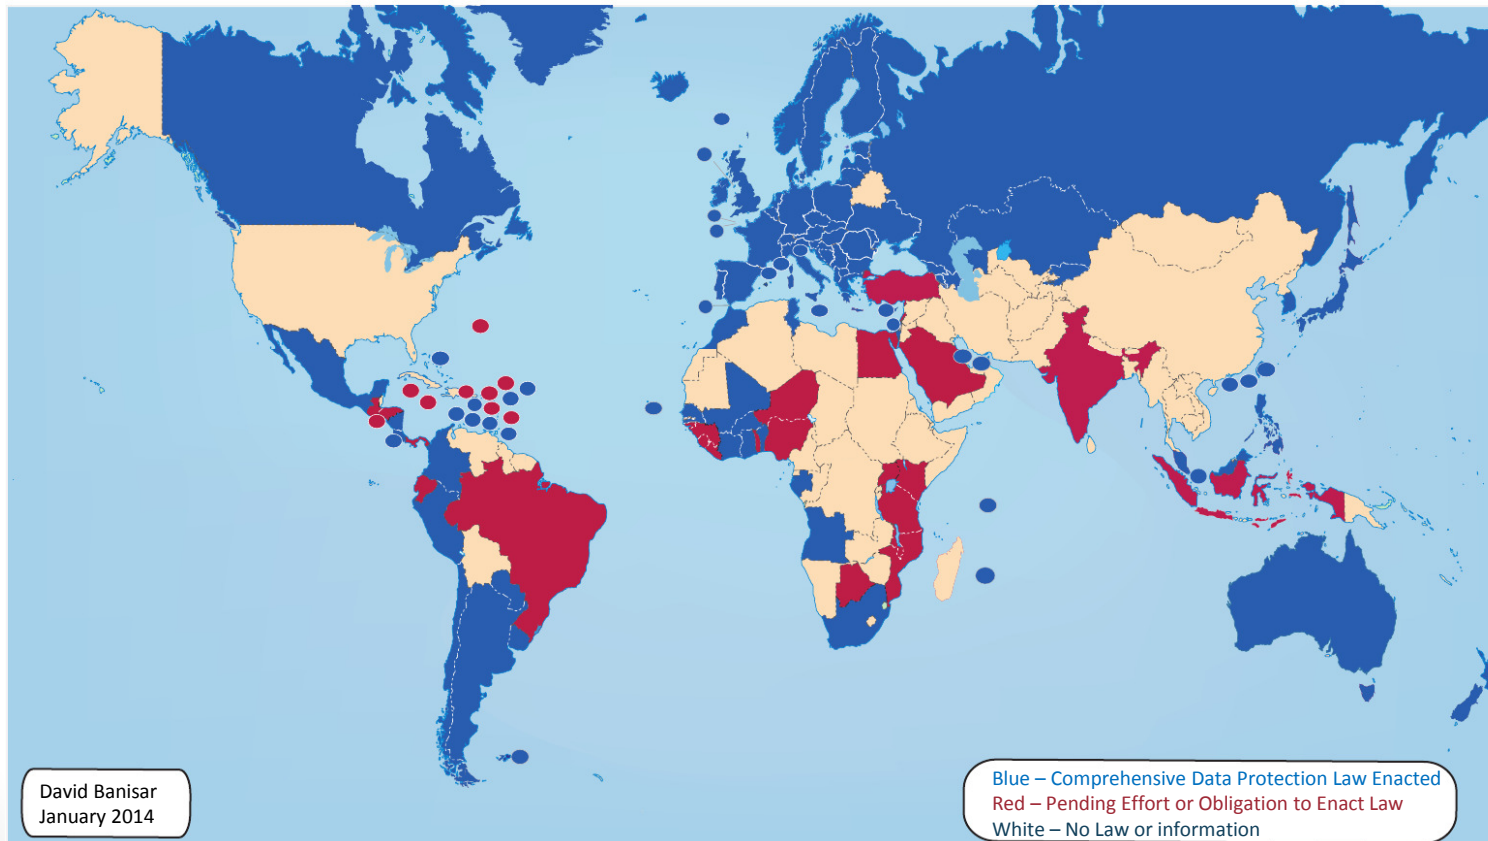 David Banisar
January 2014
Blue – Comprehensive Data Protection Law Enacted
Red – Pending Effort or Obligation to Enact Law
White – No Law or information